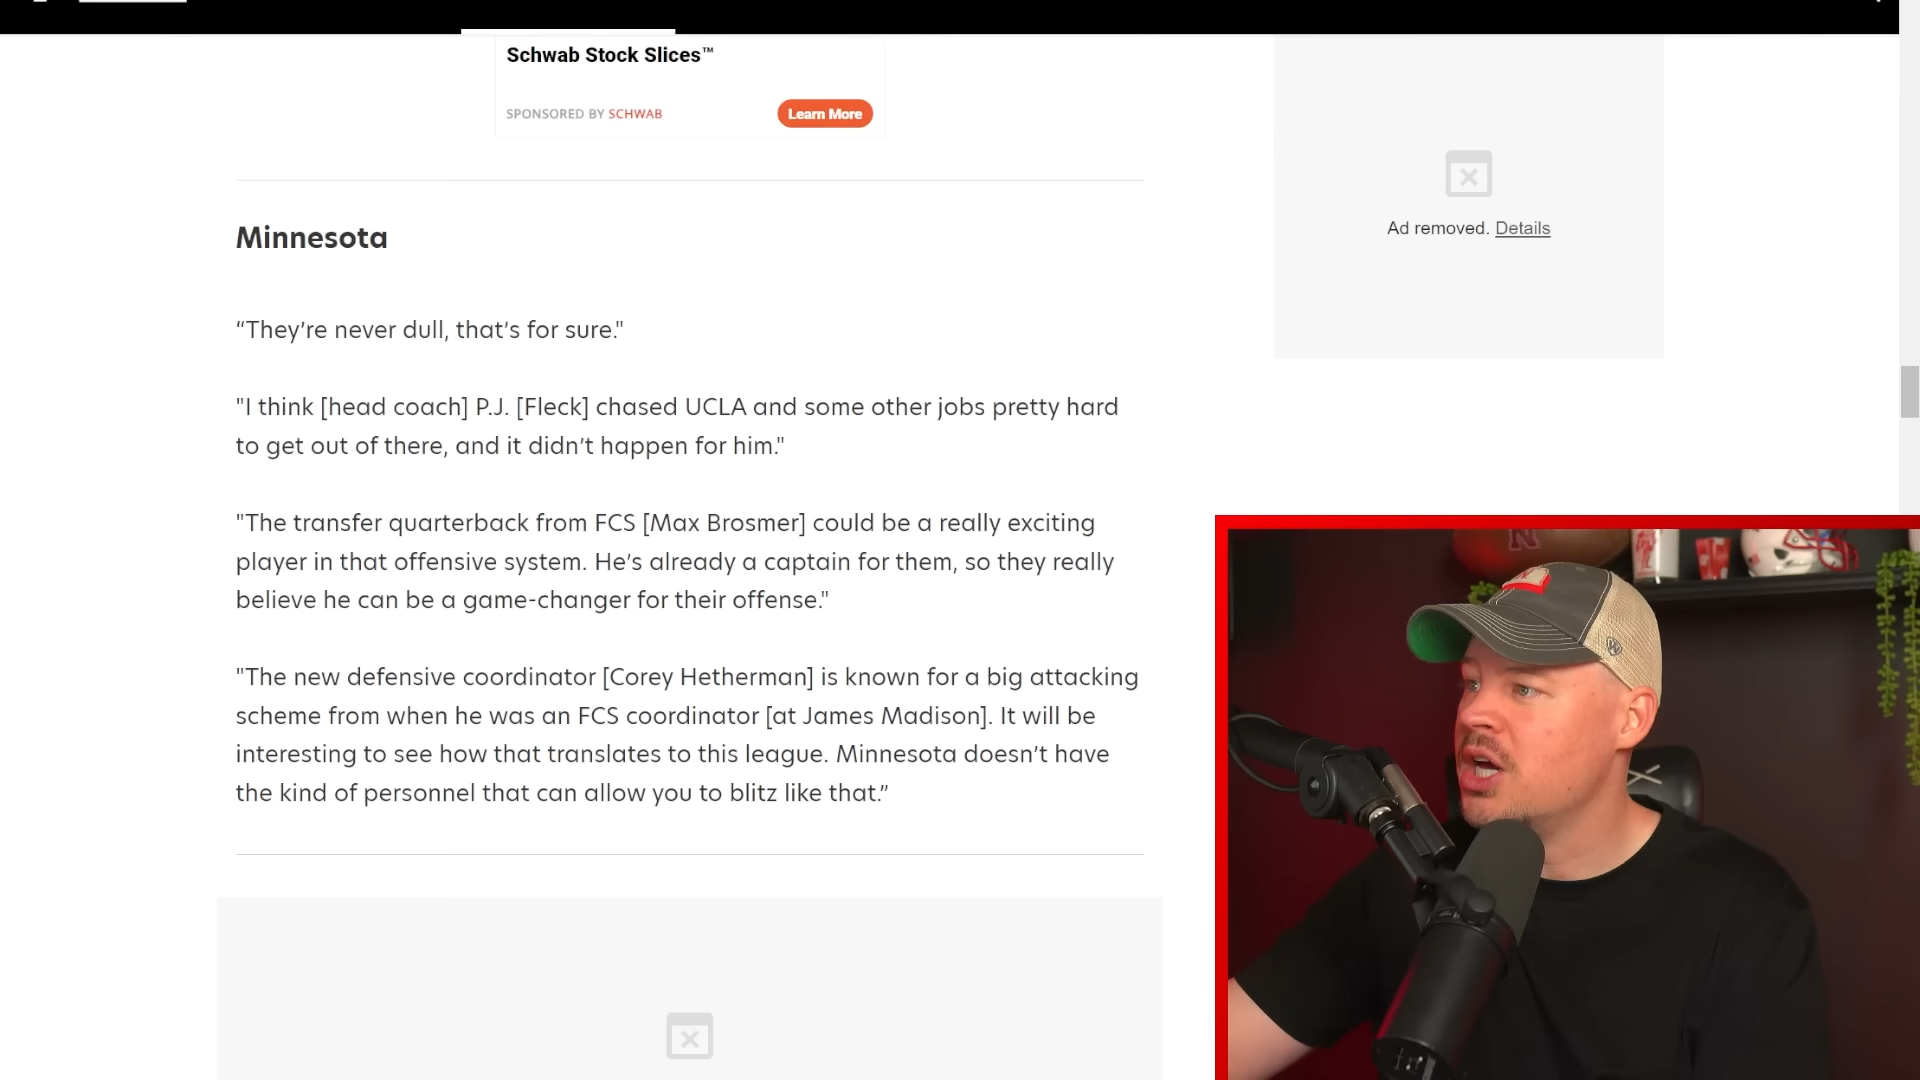 Schwab Stock Slices™
SPONSORED BY SCHWAB
Learn More
Ad removed. Details
Minnesota
“They’re never dull, that’s for sure."
"I think [head coach] P.J. [Fleck] chased UCLA and some other jobs pretty hard
to get out of there, and it didn’t happen for him."
"The transfer quarterback from FCS [Max Brosmer] could be a really exciting
player in that offensive system. He’s already a captain for them, so they really
believe he can be a game-changer for their offense."
"The new defensive coordinator [Corey Hetherman] is known for a big attacking
scheme from when he was an FCS coordinator [at James Madison]. It will be
interesting to see how that translates to this league. Minnesota doesn’t have
the kind of personnel that can allow you to blitz like that.”
N